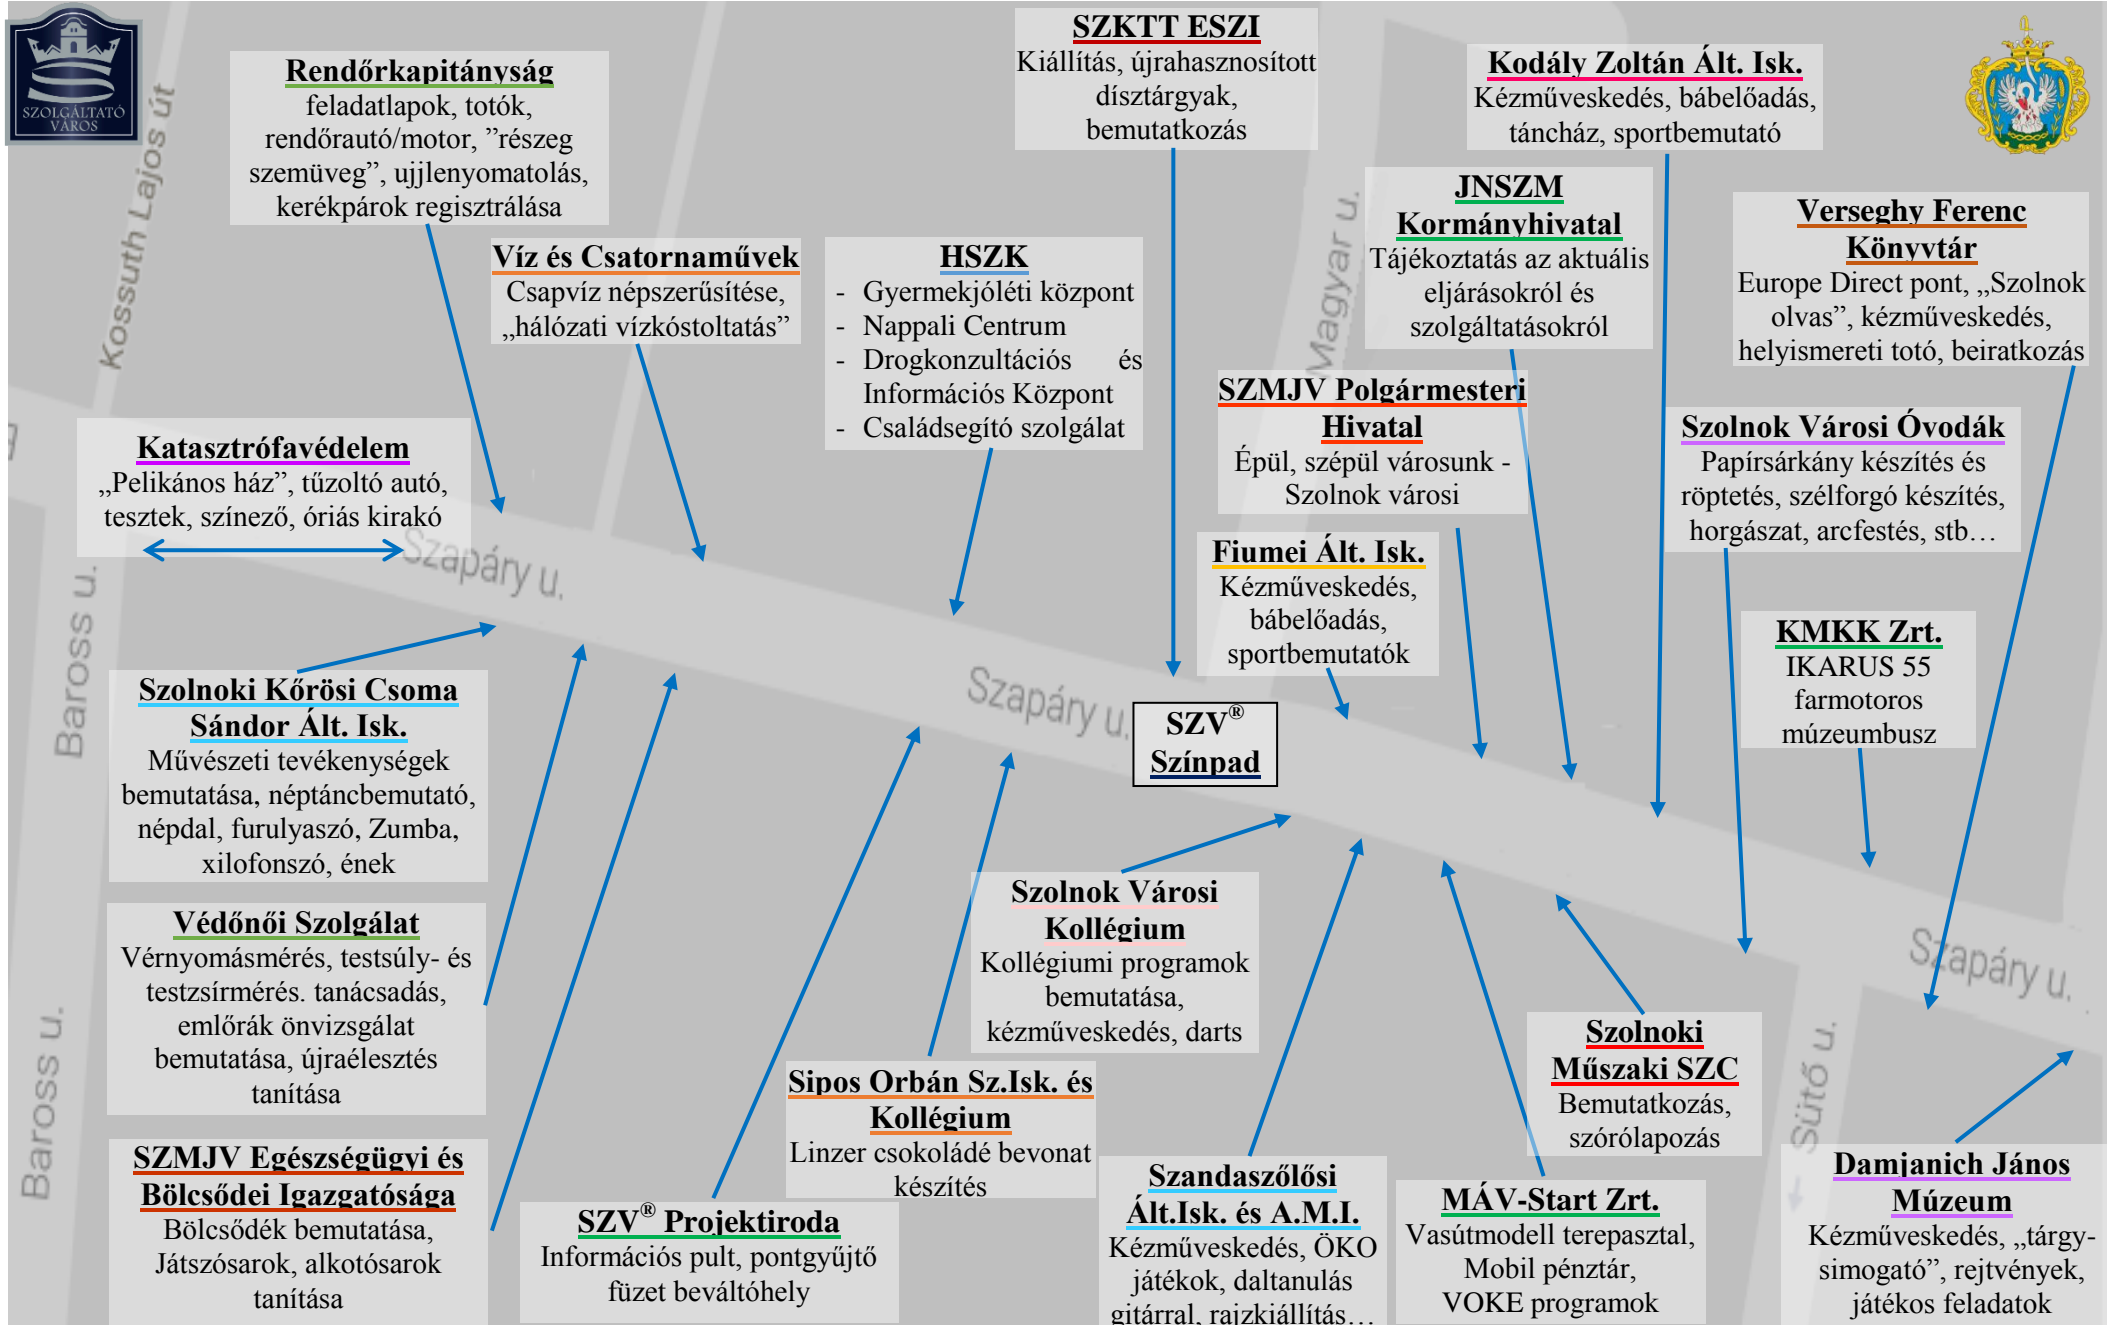 SZOLGÁLTATÓ
VÁROS
Kossuth Lajos út
Rendőrkapitányság
feladatlapok, totók,
rendőrautó/motor, ”részeg
szemüveg”, ujjlenyomatolás,
kerékpárok regisztrálása
Víz és Csatornaművek
Csapvíz népszerűsítése,
„hálózati vízkóstoltatás”
HSZK
- Gyermekjóléti központ
- Nappali Centrum
- Drogkonzultációs és
Információs Központ
- Családsegítő szolgálat
SZKTT ESZI
Kiállítás, újrahasznosított
dísztárgyak,
bemutatkozás
Magyar u.
JNSZM
Kormányhivatal
Tájékoztatás az aktuális
eljárásokról és
szolgáltatásokról
Kodály Zoltán Ált. Isk.
Kézműveskedés, bábelőadás,
táncház, sportbemutató
Verseghy Ferenc
Könyvtár
Europe Direct pont, „Szolnok
olvas”, kézműveskedés,
helyismereti totó, beiratkozás
SZMJV Polgármesteri
Hivatal
Épül, szépül városunk -
Szolnok városi
Szolnok Városi Óvodák
Papírsárkány készítés és
röptetés, szélforgó készítés,
horgászat, arcfestés, stb…
Katasztrófavédelem
„Pelikános ház”, tűzoltó autó,
tesztek, színező, óriás kirakó
Szapáry u.
Fiumei Ált. Isk.
Kézműveskedés,
bábelőadás,
sportbemutatók
KMKK Zrt.
IKARUS 55
farmotoros
múzeumbusz
Baross u.
Szapáry u.
SZV®
Színpad
Szolnoki Kőrösi Csoma
Sándor Ált. Isk.
Művészeti tevékenységek
bemutatása, néptáncbemutató,
népdal, furulyaszó, Zumba,
xilofonszó, ének
Védőnői Szolgálat
Vérnyomásmérés, testsúly- és
testzsírmérés. tanácsadás,
emlőrák önvizsgálat
bemutatása, újraélesztés
tanítása
Szolnok Városi
Kollégium
Kollégiumi programok
bemutatása,
kézműveskedés, darts
Szapáry u.
Baross u.
Sipos Orbán Sz.Isk. és
Kollégium
Linzer csokoládé bevonat
készítés
Szolnoki
Műszaki SZC
Bemutatkozás,
szórólapozás
Sütő u.
SZMJV Egészségügyi és
Bölcsődei Igazgatósága
Bölcsődék bemutatása,
Játszósarok, alkotósarok
tanítása
SZV® Projektiroda
Információs pult, pontgyűjtő
füzet beváltóhely
Szandaszőlősi
Ált.Isk. és A.M.I.
Kézműveskedés, ÖKO
játékok, daltanulás
gitárral, rajzkiállítás…
MÁV-Start Zrt.
Vasútmodell terepasztal,
Mobil pénztár,
VOKE programok
Damjanich János
Múzeum
Kézműveskedés, „tárgy-
simogató”, rejtvények,
játékos feladatok